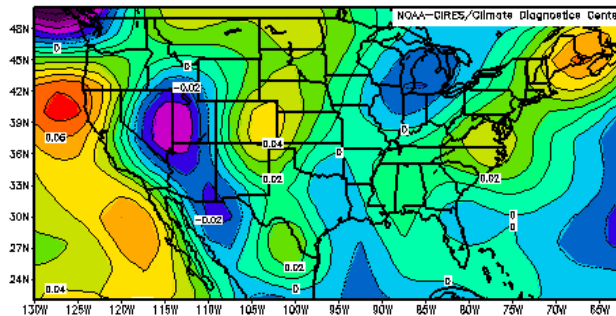 NOAA-CIRES/Climate Diagnostics Cente
48N
0
0
45N
-0.02
42N
0.06
39N
0.04
0
36N
0
0.02
0.02
33N
30N
-0.02
0
0
27N
0.02
24N
0.04
0
0
130W 125W 120W 115W 110W 105W 100W 95W 90W 85W 80W 75W 70W 65W